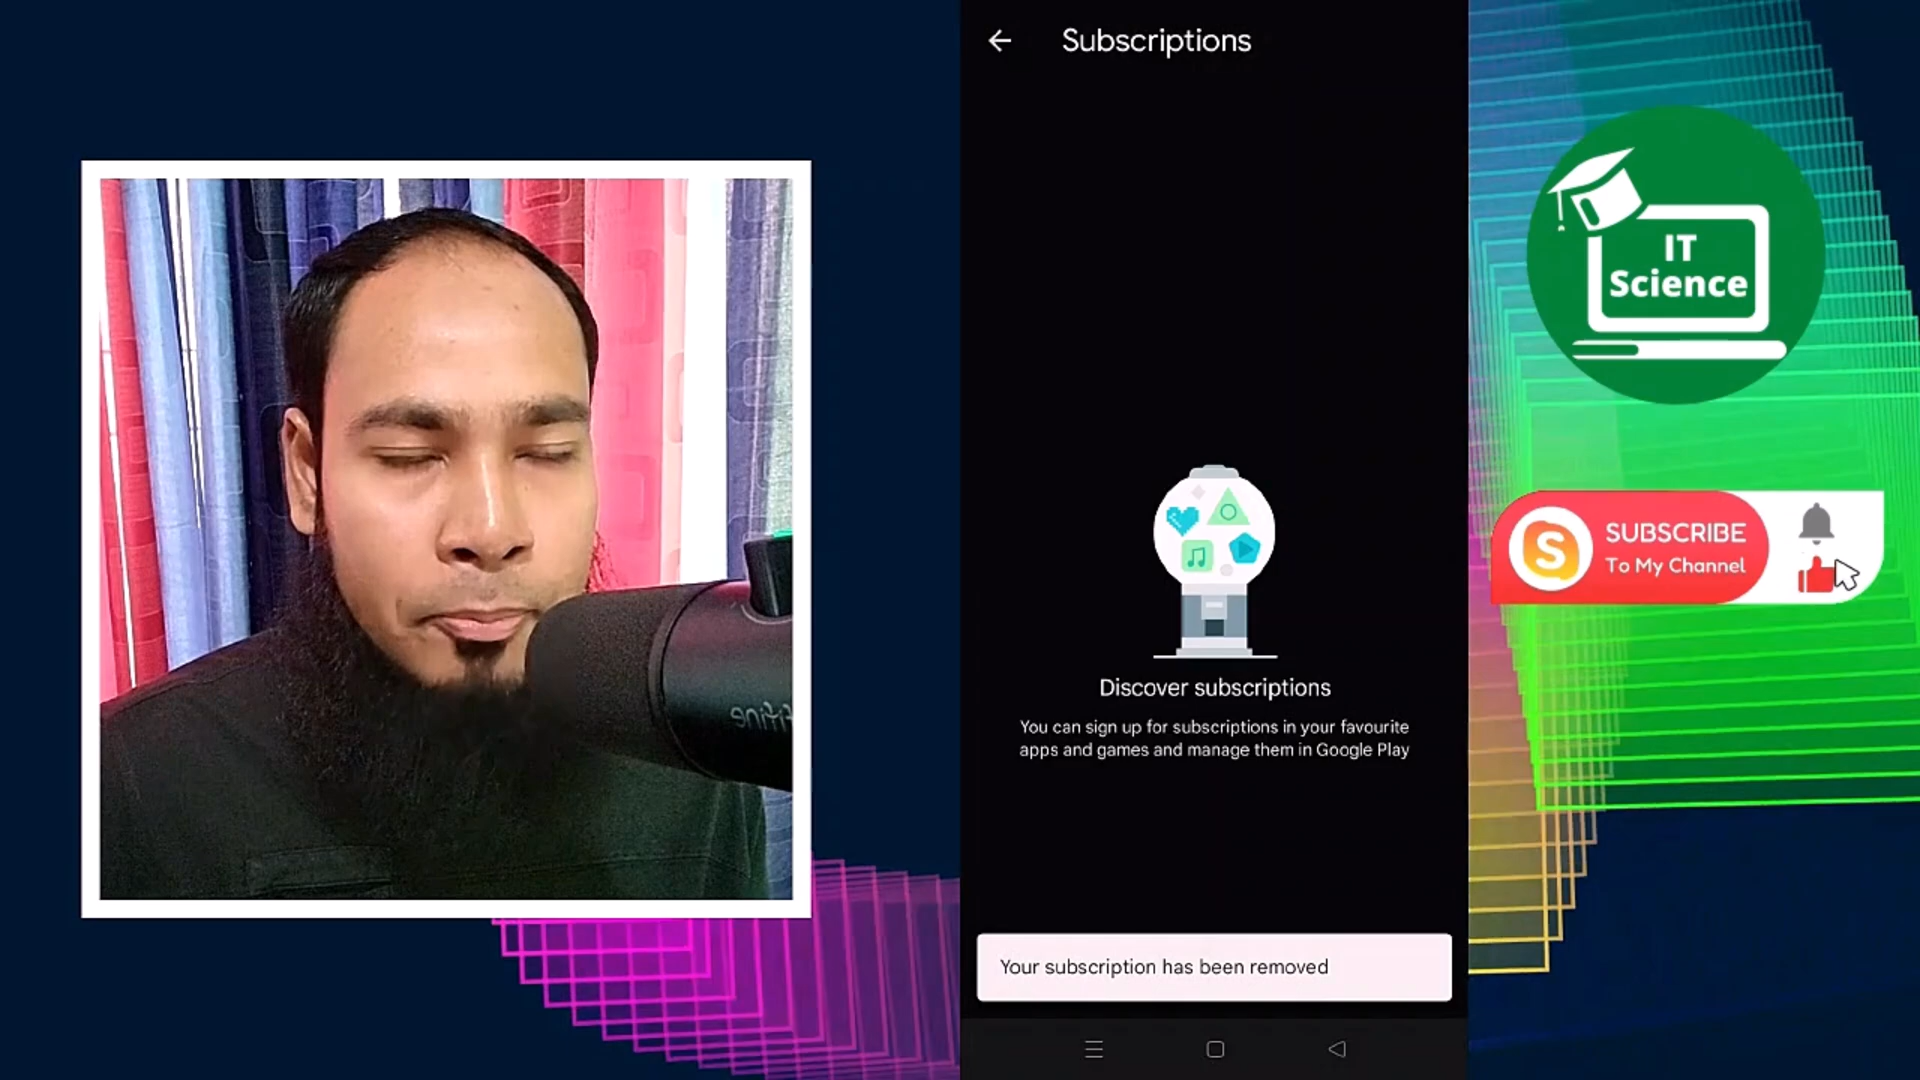 Subscriptions
IT
Science
SUBSCRIBE
To My Channel
S
fifine
Discover subscriptions
You can sign up for subscriptions in your favourite
apps and games and manage them in Google Play
Your subscription has been removed